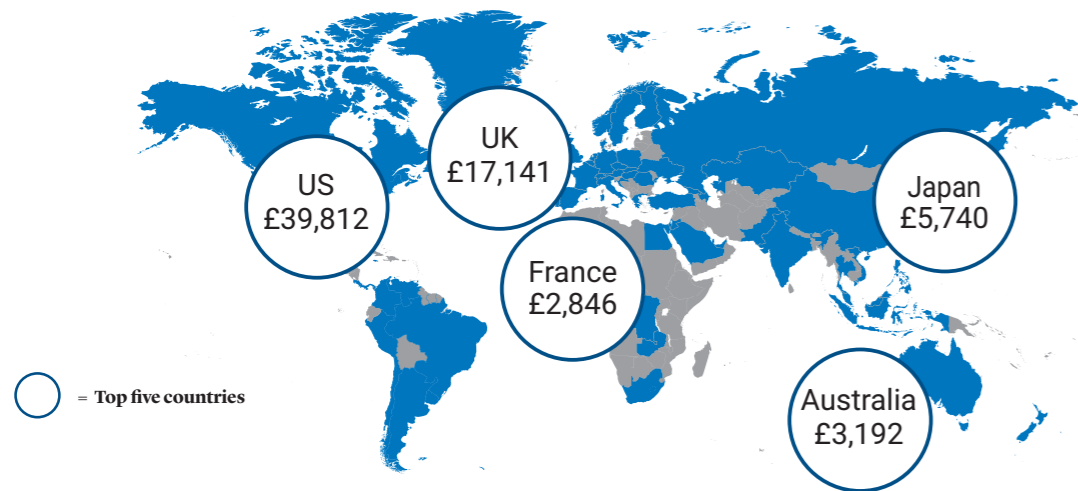 UK
£17,141
US
£39,812
Japan
£5,740
France
£2,846
= Top five countries
Australia
£3,192